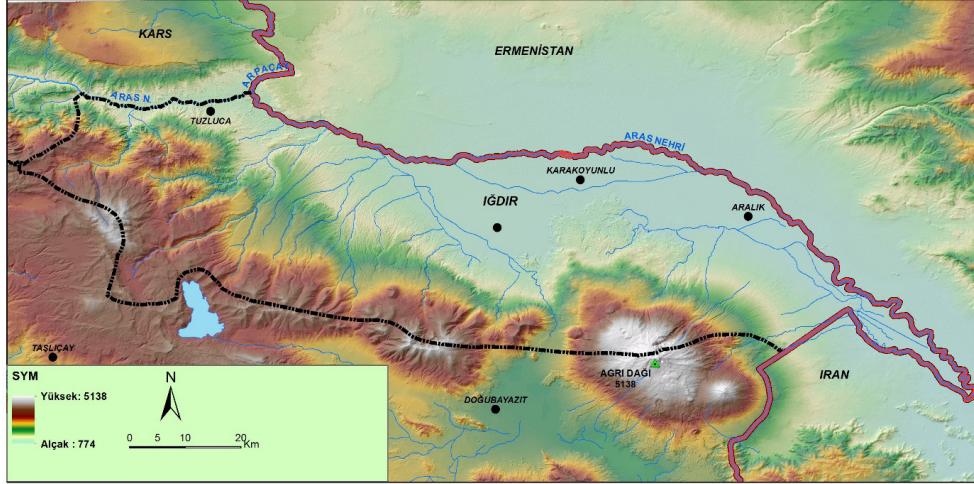 KARS
ERMENİSTAN
ARPAÇAY
ARAS N.
TUZLUCA
ARAS NEHRİ
KARAKOYUNLU
IĞDIR
ARALIK
TAŞLIÇAY
AGRI DAĞI
5138
IRAN
DOĞUBAYAZIT
SYM
Yüksek: 5138
Alçak : 774
N
0 5 10 20
Km